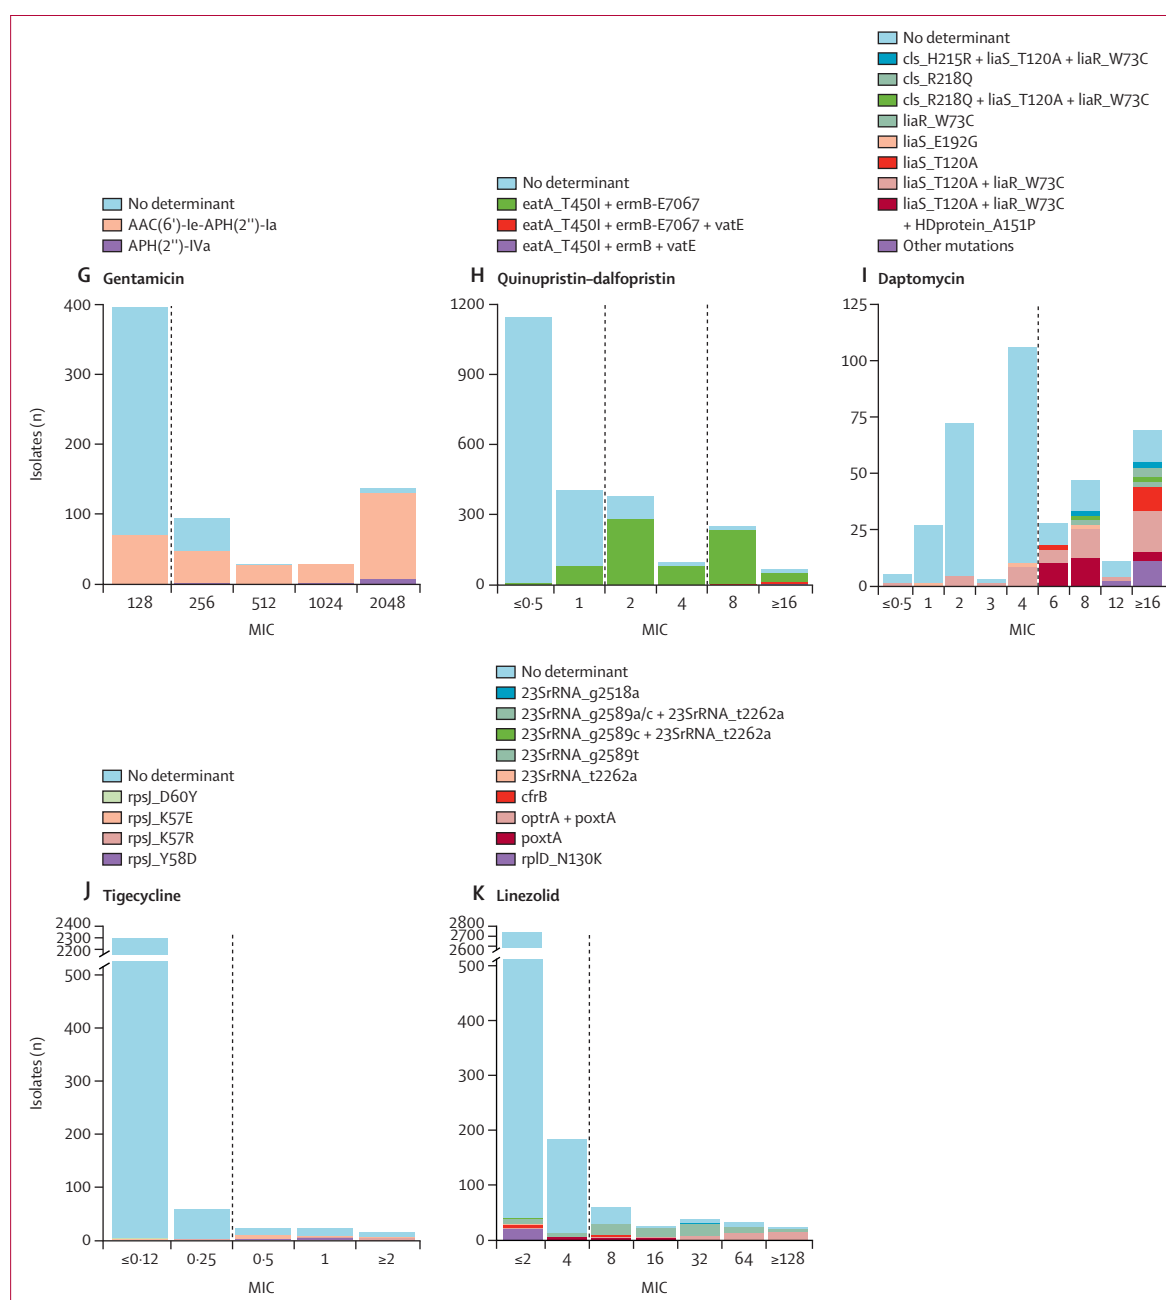 No determinant
cls_H215R + liaS_T120A + liaR_W73C
cls_R218Q
cls_R218Q + liaS_T120A + liaR_W73C
liaR_W73C
liaS_E192G
liaS_T120A
liaS_T120A + liaR_W73C
liaS_T120A + liaR_W73C
+ HDprotein_A151P
Other mutations
No determinant
AAC(6')-Ie-APH(2'')-Ia
APH(2'')-IVa
No determinant
eatA_T450I + ermB-E7067
eatA_T450I + ermB-E7067 + vatE
eatA_T450I + ermB + vatE
G Gentamicin
400
300
200
100
0
Isolates (n)
128 256 512 1024 2048
MIC
H Quinupristin–dalfopristin
1200
900
600
300
0
≤0·5 1 2 4 8 ≥16
MIC
I Daptomycin
125
100
75
50
25
0
≤0·5 1 2 3 4 6 8 12 ≥16
MIC
No determinant
rpsJ_D60Y
rpsJ_K57E
rpsJ_K57R
rpsJ_Y58D
No determinant
23SrRNA_g2518a
23SrRNA_g2589a/c + 23SrRNA_t2262a
23SrRNA_g2589c + 23SrRNA_t2262a
23SrRNA_g2589t
23SrRNA_t2262a
cfrB
optrA + poxtA
poxtA
rplD_N130K
J Tigecycline
2400
2300
2200
500
400
300
200
100
0
Isolates (n)
≤0·12 0·25 0·5 1 ≥2
MIC
K Linezolid
2800
2700
2600
500
400
300
200
100
0
≤2 4 8 16 32 64 ≥128
MIC